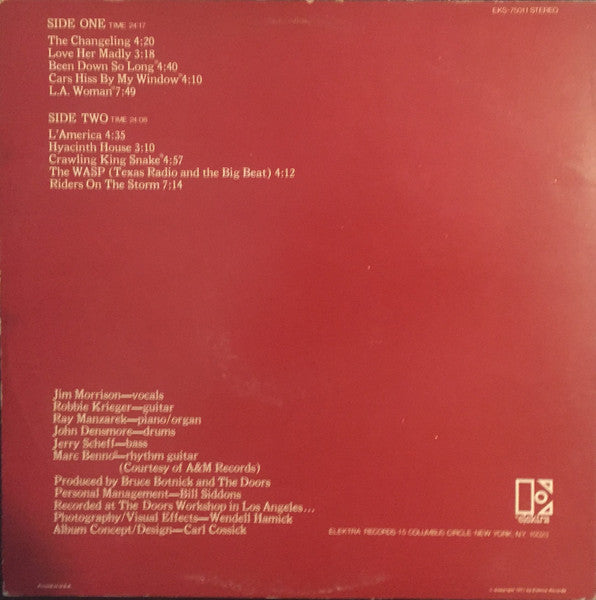 EKS-75011 STEREO
SIDE ONE TIME 24:17
The Changeling 4:20
Love Her Madly 3:18
Been Down So Long* 4:40
Cars Hiss By My Window* 4:10
L.A. Woman* 7:49
SIDE TWO TIME 24:08
L'America 4:35
Hyacinth House 3:10
Crawling King Snake* 4:57
The WASP (Texas Radio and the Big Beat) 4:12
Riders On The Storm 7:14
Jim Morrison—vocals
Robbie Krieger—guitar
Ray Manzarek—piano/organ
John Densmore—drums
Jerry Scheff—bass
Marc Benno*—rhythm guitar
(Courtesy of A&M Records)
Produced by Bruce Botnick and The Doors
Personal Management—Bill Siddons
Recorded at The Doors Workshop in Los Angeles...
Photography/Visual Effects—Wendell Hamick
Album Concept/Design—Carl Cossick
elektra
ELEKTRA RECORDS 15 COLUMBUS CIRCLE NEW YORK, N.Y. 10023